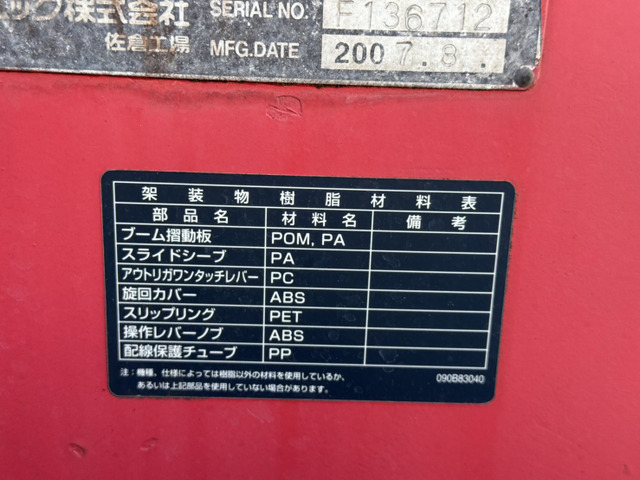 ック株式会社 SERIAL NO. F136712
佐倉工場 MFG.DATE 2007.8.
架装物樹脂材料表
部品名 材料名 備考
ブーム摺動板 POM, PA
スライドシーブ PA
アウトリガワンタッチレバー PC
旋回カバー ABS
スリップリング PET
操作レバーノブ ABS
配線保護チューブ PP
注:機種、仕様によっては樹脂以外の材料を使用しているか、
あるいは上記部品を使用していない場合があります。
090B83040